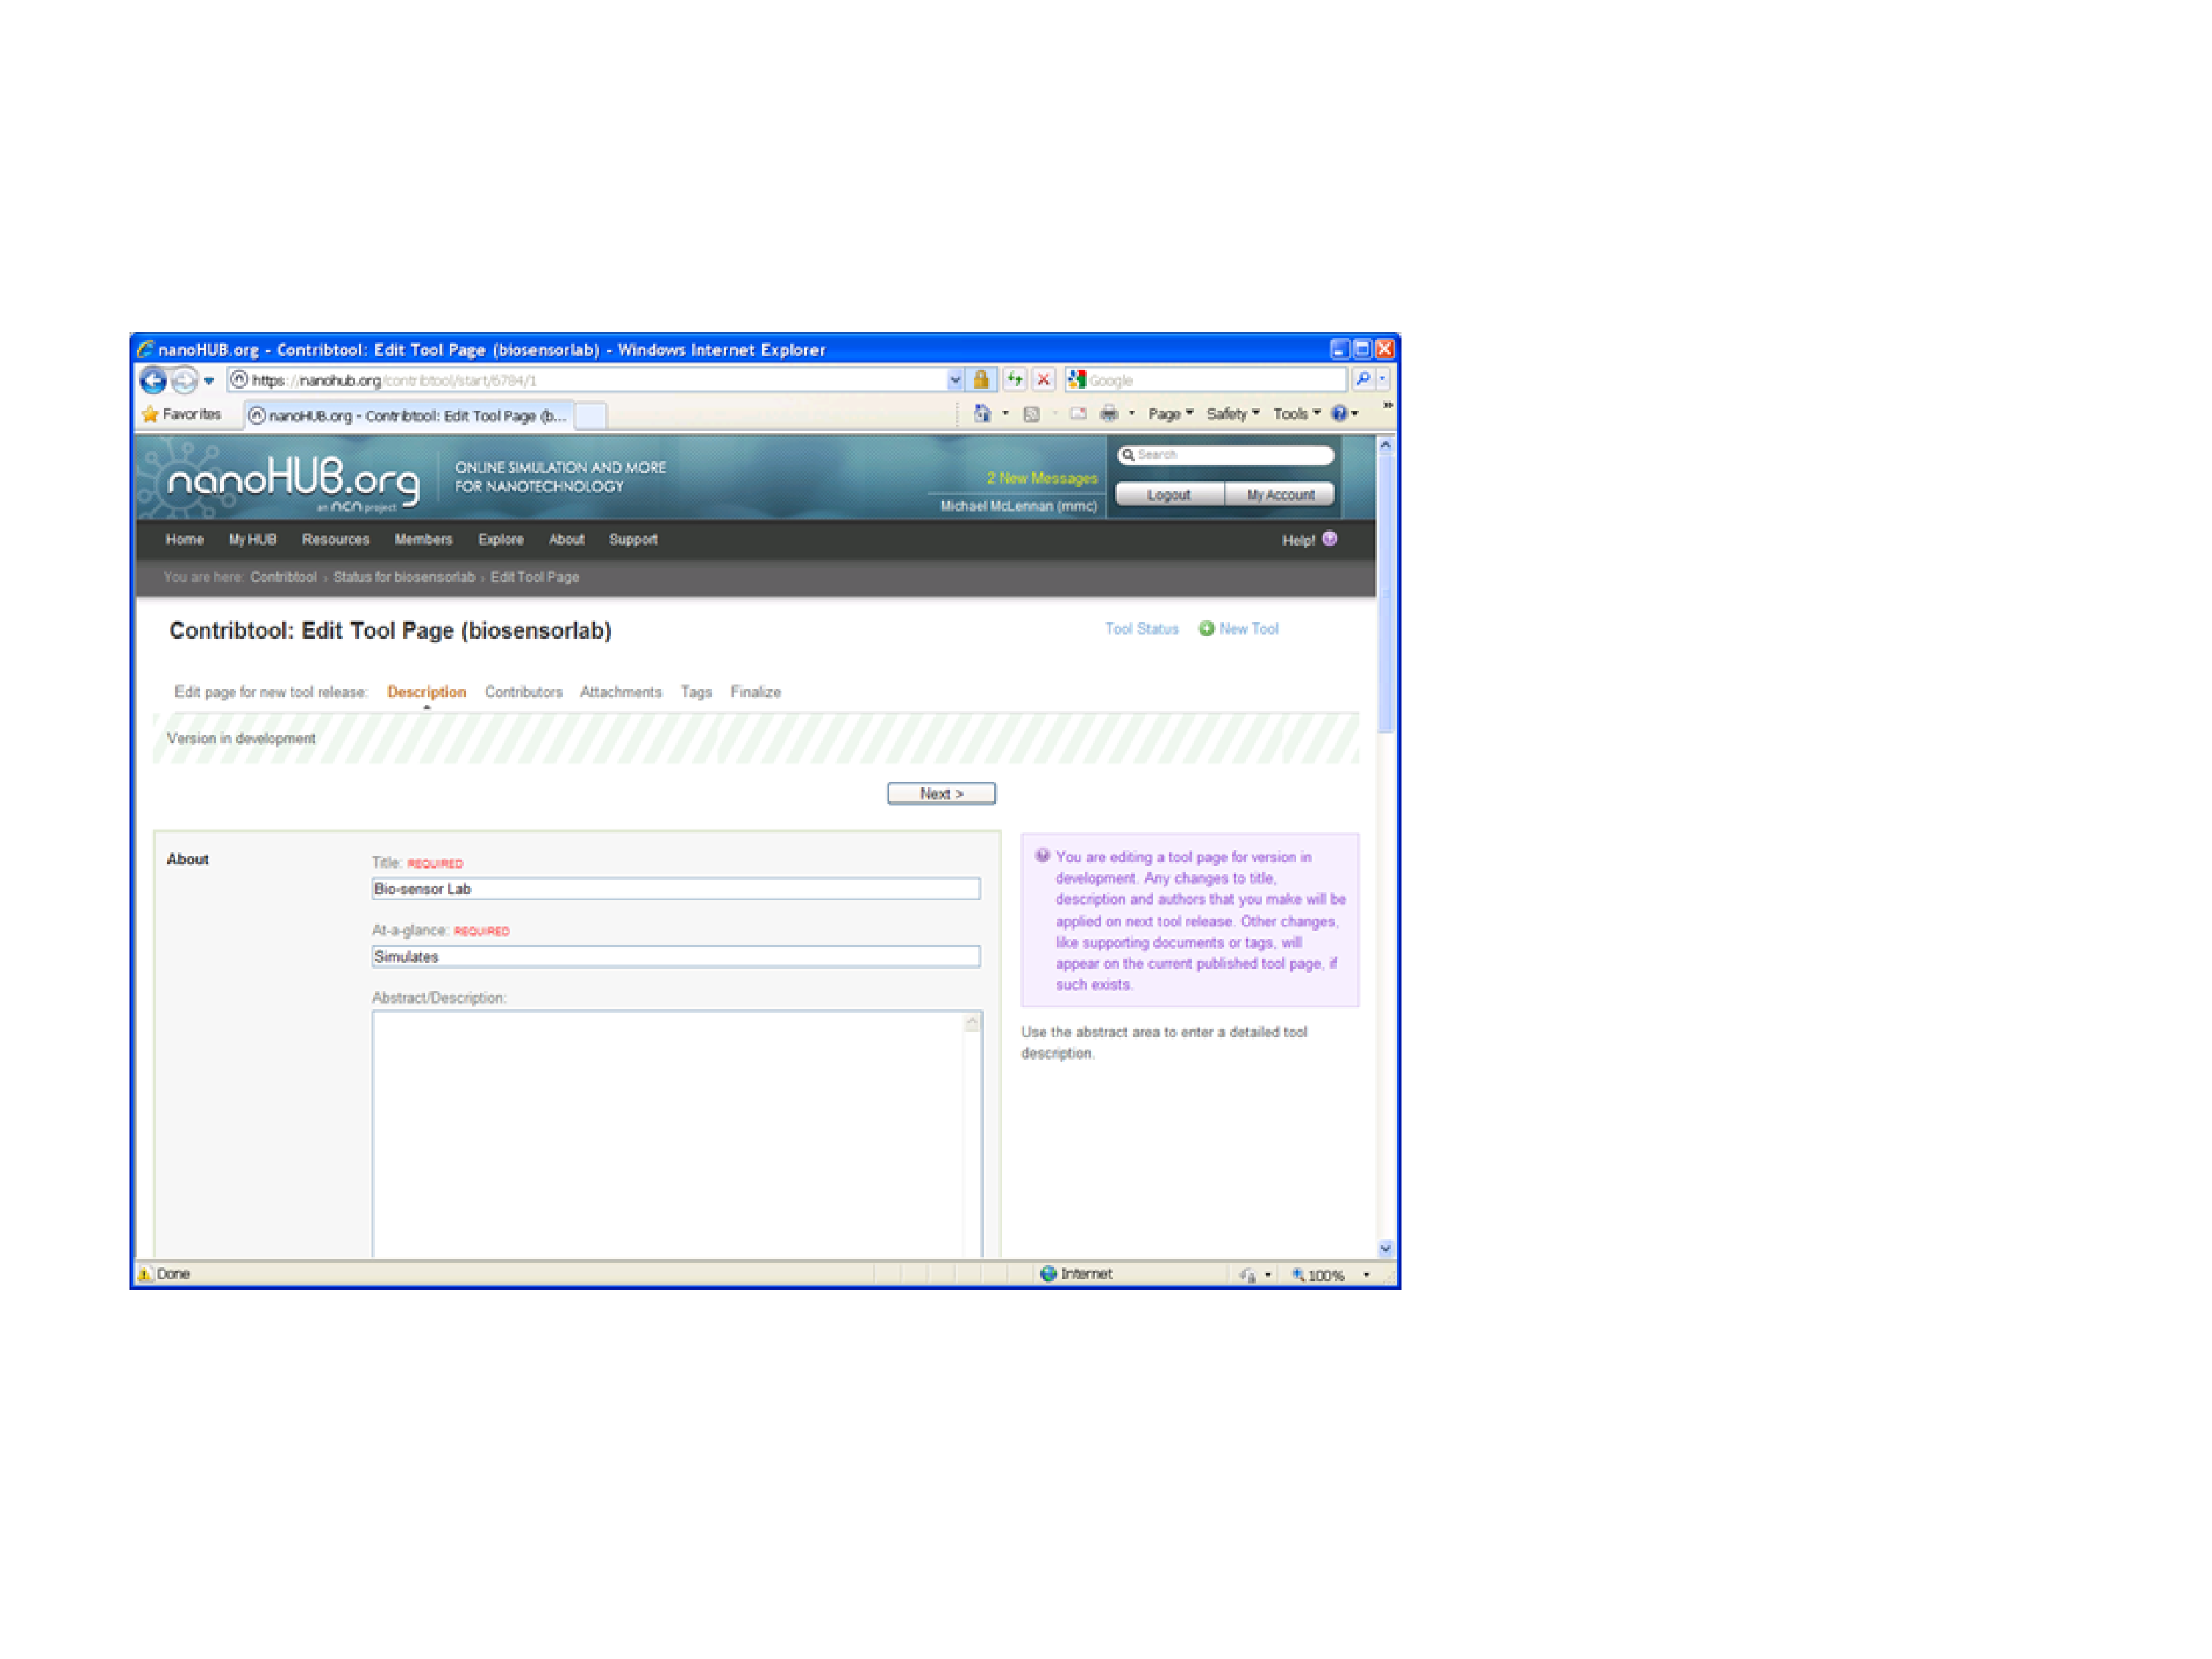 nanoHUB.org - Contribtool: Edit Tool Page (biosensorlab) - Windows Internet Explorer
https://nanohub.org/contribtool/start/6784/1
Google
Favorites
nanoHUB.org - Contribtool: Edit Tool Page (b...
Page
Safety
Tools
nanoHUB.org
an ncn project
ONLINE SIMULATION AND MORE
FOR NANOTECHNOLOGY
2 New Messages
Michael McLennan (mmc)
Search
Logout
My Account
Home My HUB Resources Members Explore About Support
Help!
You are here: Contribtool › Status for biosensorlab › Edit Tool Page
Contribtool: Edit Tool Page (biosensorlab)
Tool Status
New Tool
Edit page for new tool release: Description Contributors Attachments Tags Finalize
Version in development
Next >
About
Title: REQUIRED
Bio-sensor Lab
At-a-glance: REQUIRED
Simulates
Abstract/Description:
You are editing a tool page for version in
development. Any changes to title,
description and authors that you make will be
applied on next tool release. Other changes,
like supporting documents or tags, will
appear on the current published tool page, if
such exists.
Use the abstract area to enter a detailed tool
description.
Done
Internet
100%